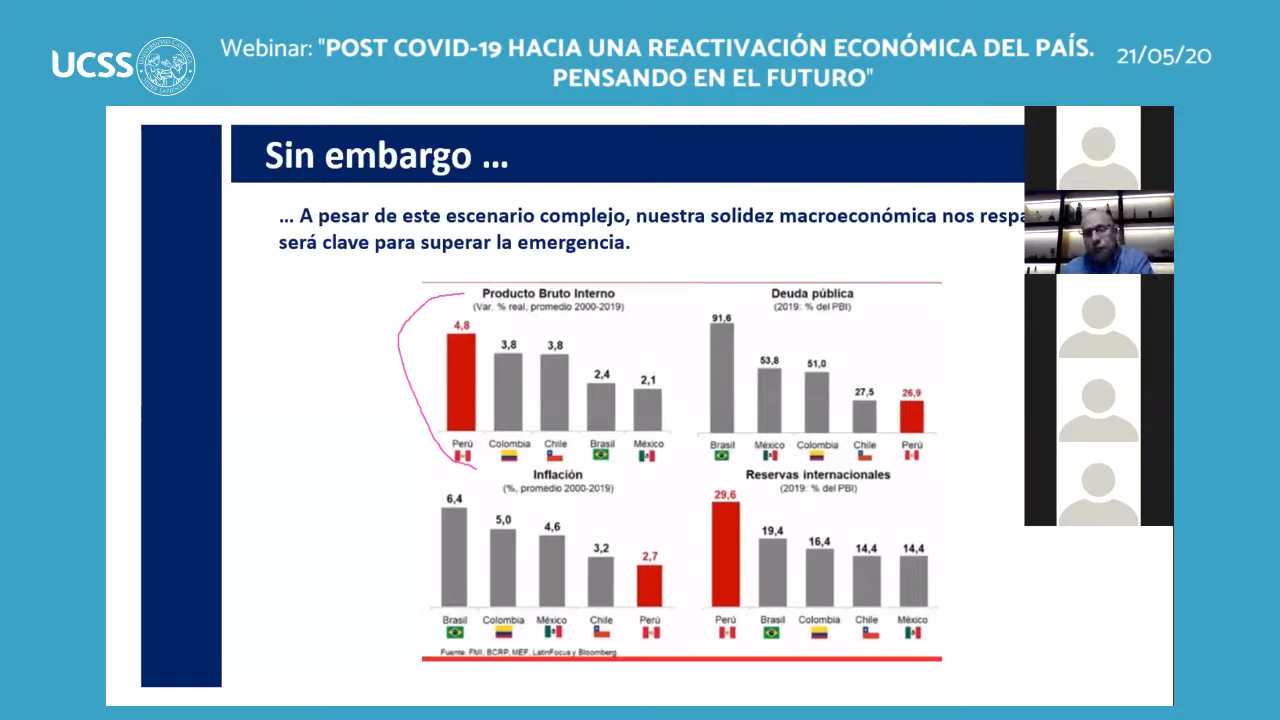 UCSS
Webinar: "POST COVID-19 HACIA UNA REACTIVACIÓN ECONÓMICA DEL PAÍS.
PENSANDO EN EL FUTURO"
21/05/20
Sin embargo ...
... A pesar de este escenario complejo, nuestra solidez macroeconómica nos respa
será clave para superar la emergencia.
Producto Bruto Interno
(Var. % real, promedio 2000-2019)
4,8
3,8
3,8
2,4
2,1
Perú
Colombia
Chile
Brasil
México
Deuda pública
(2019: % del PBI)
91,6
53,8
51,0
27,5
26,9
Brasil
México
Colombia
Chile
Perú
Inflación
(%, promedio 2000-2019)
6,4
5,0
4,6
3,2
2,7
Brasil
Colombia
México
Chile
Perú
Reservas internacionales
(2019: % del PBI)
29,6
19,4
16,4
14,4
14,4
Perú
Brasil
Colombia
Chile
México
Fuente: FMI, BCRP, MEF, LatinFocus y Bloomberg.